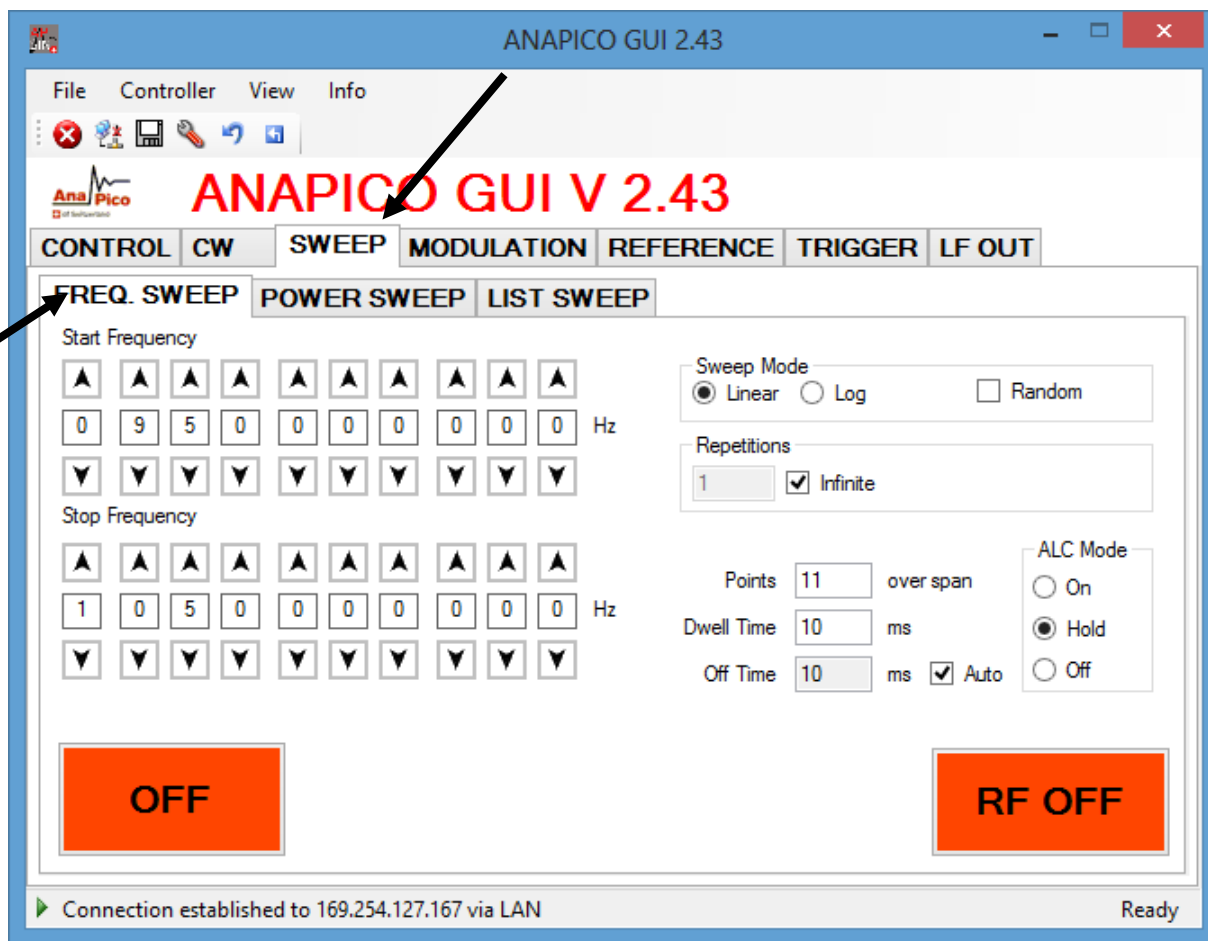 ANAPICO GUI 2.43
File Controller View Info
AnaPico
ANAPICO GUI V 2.43
CONTROL CW SWEEP MODULATION REFERENCE TRIGGER LF OUT
FREQ. SWEEP POWER SWEEP LIST SWEEP
Start Frequency
0 9 5 0 0 0 0 0 0 0 Hz
Stop Frequency
1 0 5 0 0 0 0 0 0 0 Hz
Sweep Mode
Linear Log Random
Repetitions
1 Infinite
Points 11 over span
Dwell Time 10 ms
Off Time 10 ms Auto
ALC Mode
On
Hold
Off
OFF
RF OFF
Connection established to 169.254.127.167 via LAN
Ready